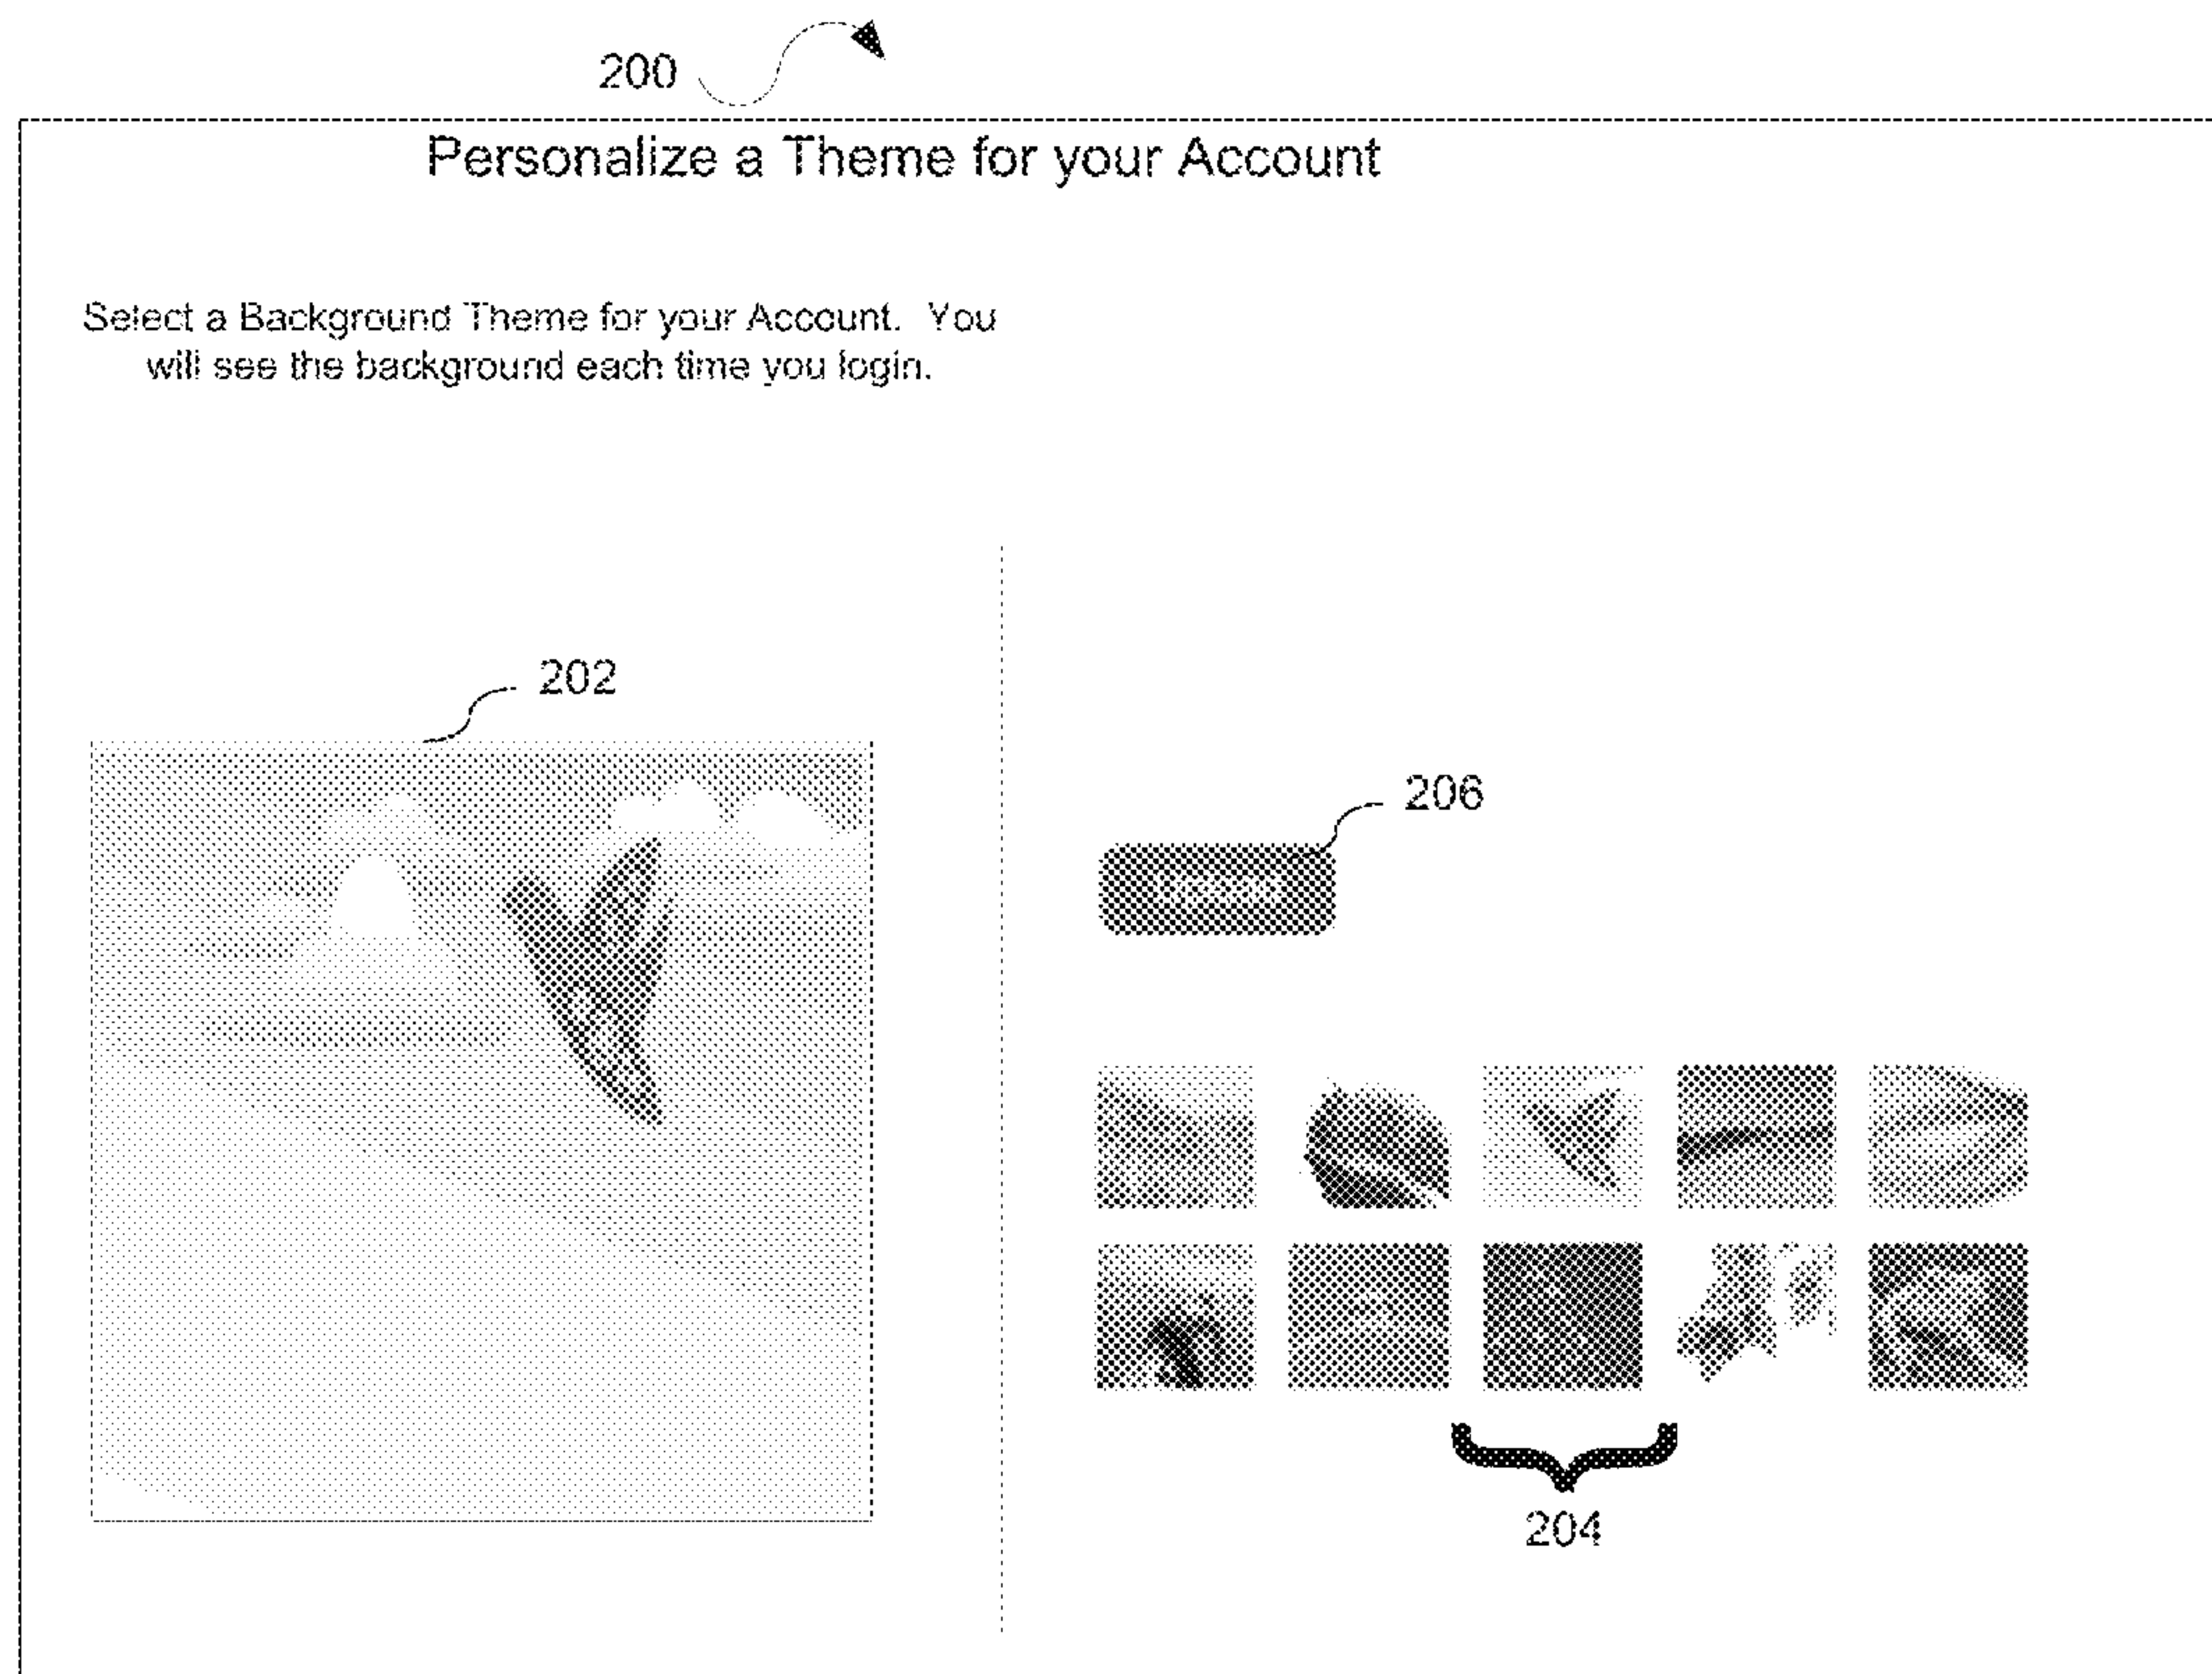 200
Personalize a Theme for your Account
Select a Background Theme for your Account.  You
will see the background each time you login.
202
206
204